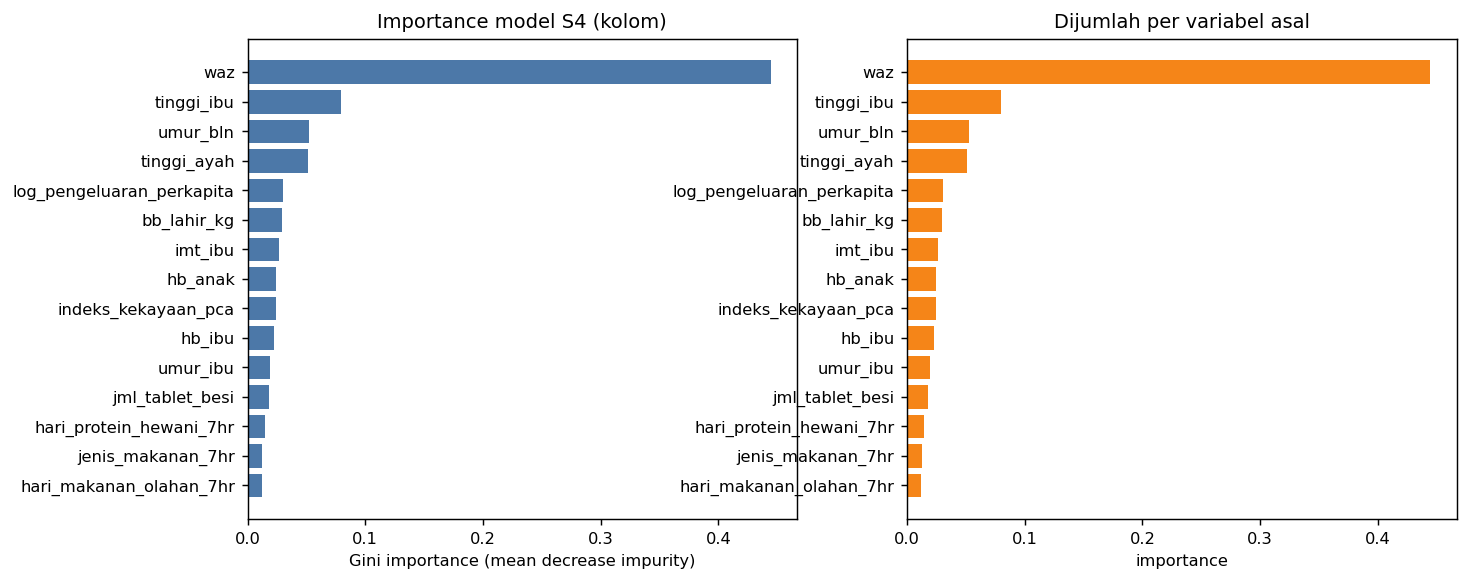 Importance model S4 (kolom)
waz
tinggi_ibu
umur_bln
tinggi_ayah
log_pengeluaran_perkapita
bb_lahir_kg
imt_ibu
hb_anak
indeks_kekayaan_pca
hb_ibu
umur_ibu
jml_tablet_besi
hari_protein_hewani_7hr
jenis_makanan_7hr
hari_makanan_olahan_7hr
0.0 0.1 0.2 0.3 0.4
Gini importance (mean decrease impurity)
Dijumlah per variabel asal
waz
tinggi_ibu
umur_bln
tinggi_ayah
log_pengeluaran_perkapita
bb_lahir_kg
imt_ibu
hb_anak
indeks_kekayaan_pca
hb_ibu
umur_ibu
jml_tablet_besi
hari_protein_hewani_7hr
jenis_makanan_7hr
hari_makanan_olahan_7hr
0.0 0.1 0.2 0.3 0.4
importance